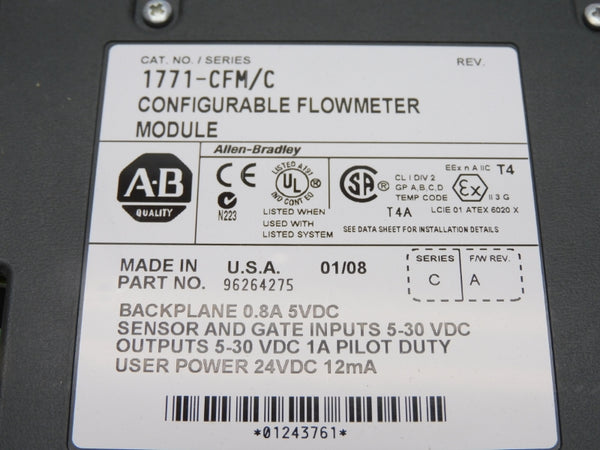 CAT. NO. / SERIES REV.
1771-CFM/C
CONFIGURABLE FLOWMETER
MODULE
Allen-Bradley
A-B
QUALITY
CE
N223
LISTED A196
UL
IND CONT EQ
LISTED WHEN
USED WITH
LISTED SYSTEM
SA
CL I DIV 2
GP A,B,C,D
TEMP CODE
T4A
EEx n A IIC T4
Ex II 3 G
LCIE 01 ATEX 6020 X
SEE DATA SHEET FOR INSTALLATION DETAILS
MADE IN U.S.A. 01/08
PART NO. 96264275
SERIES F/W REV.
C A
BACKPLANE 0.8A 5VDC
SENSOR AND GATE INPUTS 5-30 VDC
OUTPUTS 5-30 VDC 1A PILOT DUTY
USER POWER 24VDC 12mA
*01243761*